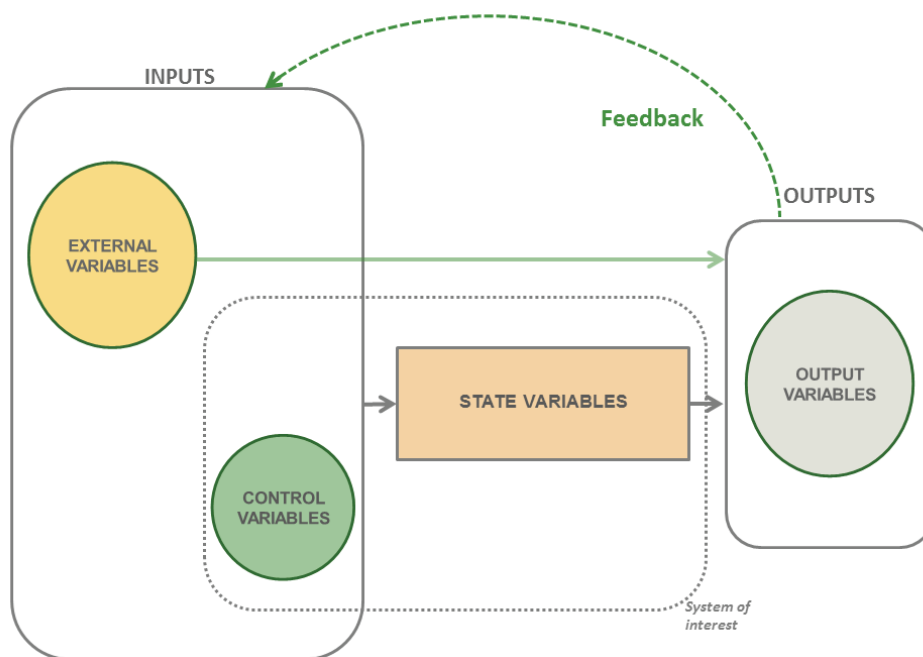 INPUTS
Feedback
OUTPUTS
EXTERNAL
VARIABLES
STATE VARIABLES
OUTPUT
VARIABLES
CONTROL
VARIABLES
System of
interest